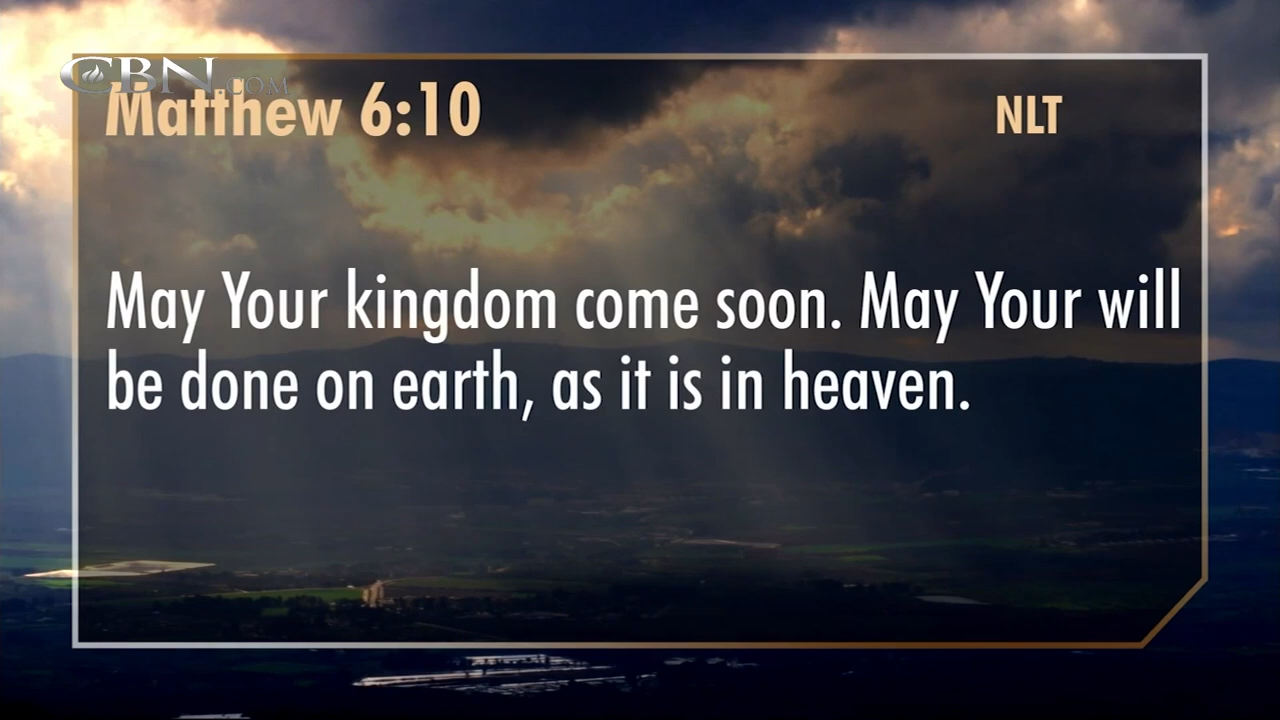 CBN.COM
Matthew 6:10 NLT
May Your kingdom come soon. May Your will
be done on earth, as it is in heaven.